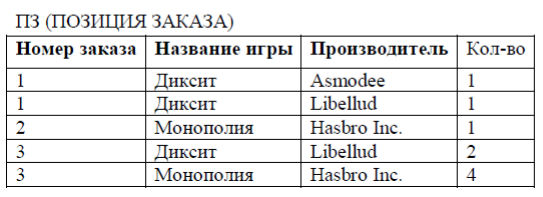 ПЗ (ПОЗИЦИЯ ЗАКАЗА)
Номер заказа Название игры Производитель Кол-во
1 Диксит Asmodee 1
1 Диксит Libellud 1
2 Монополия Hasbro Inc. 1
3 Диксит Libellud 2
3 Монополия Hasbro Inc. 4